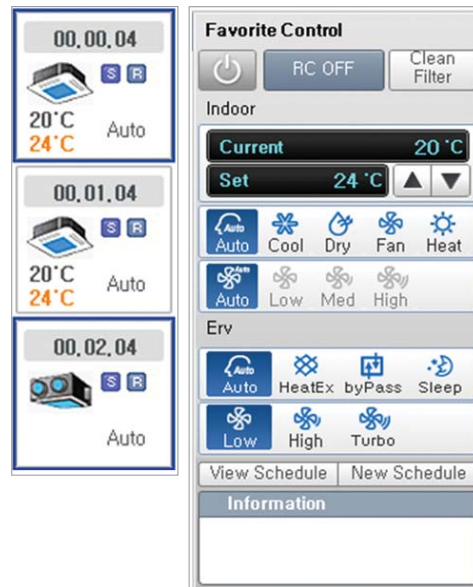 00,00,04
S R
20˚C
24˚C
Auto
00,01,04
S R
20˚C
24˚C
Auto
00,02,04
S R
Auto
Favorite Control
RC OFF
Clean
Filter
Indoor
Current 20 ˚C
Set 24 ˚C
Auto
Auto Cool Dry Fan Heat
Auto
Auto Low Med High
Erv
Auto
Auto HeatEx byPass Sleep
Low High Turbo
View Schedule New Schedule
Information